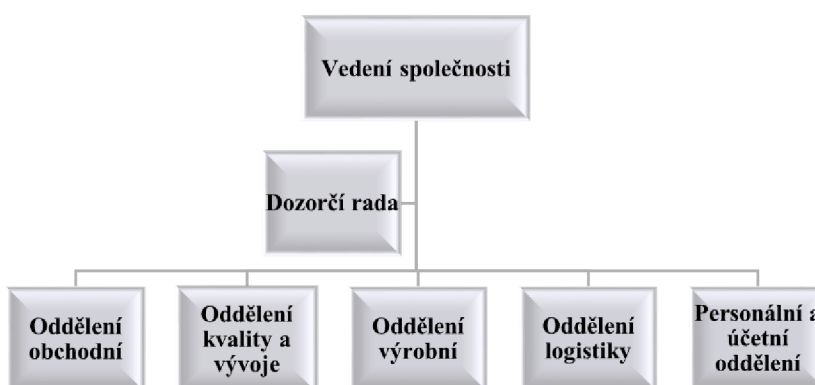 Vedení společnosti
Dozorčí rada
Oddělení
obchodní
Oddělení
kvality a
vývoje
Oddělení
výrobní
Oddělení
logistiky
Personální a
účetní
oddělení